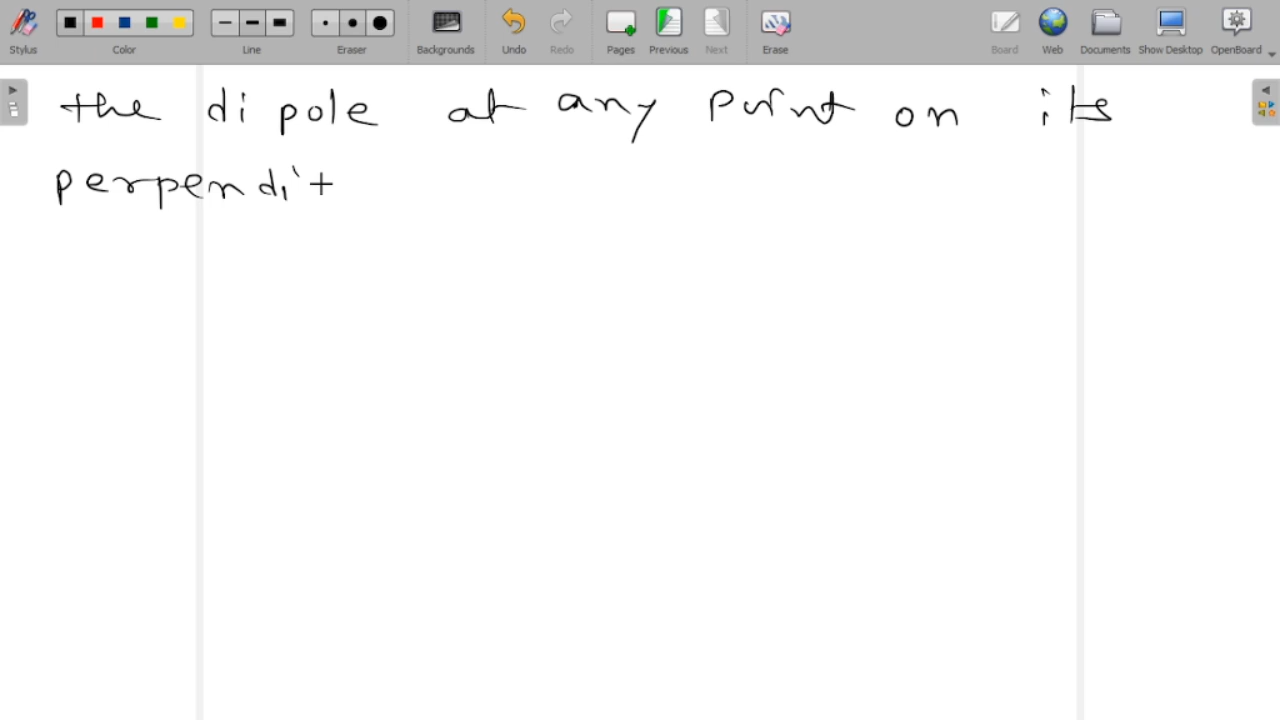 Stylus
Color
Line
Eraser
Backgrounds
Undo
Redo
Pages
Previous
Next
Erase
Board
Web
Documents
Show Desktop
OpenBoard
the dipole at any point on its
perpendit